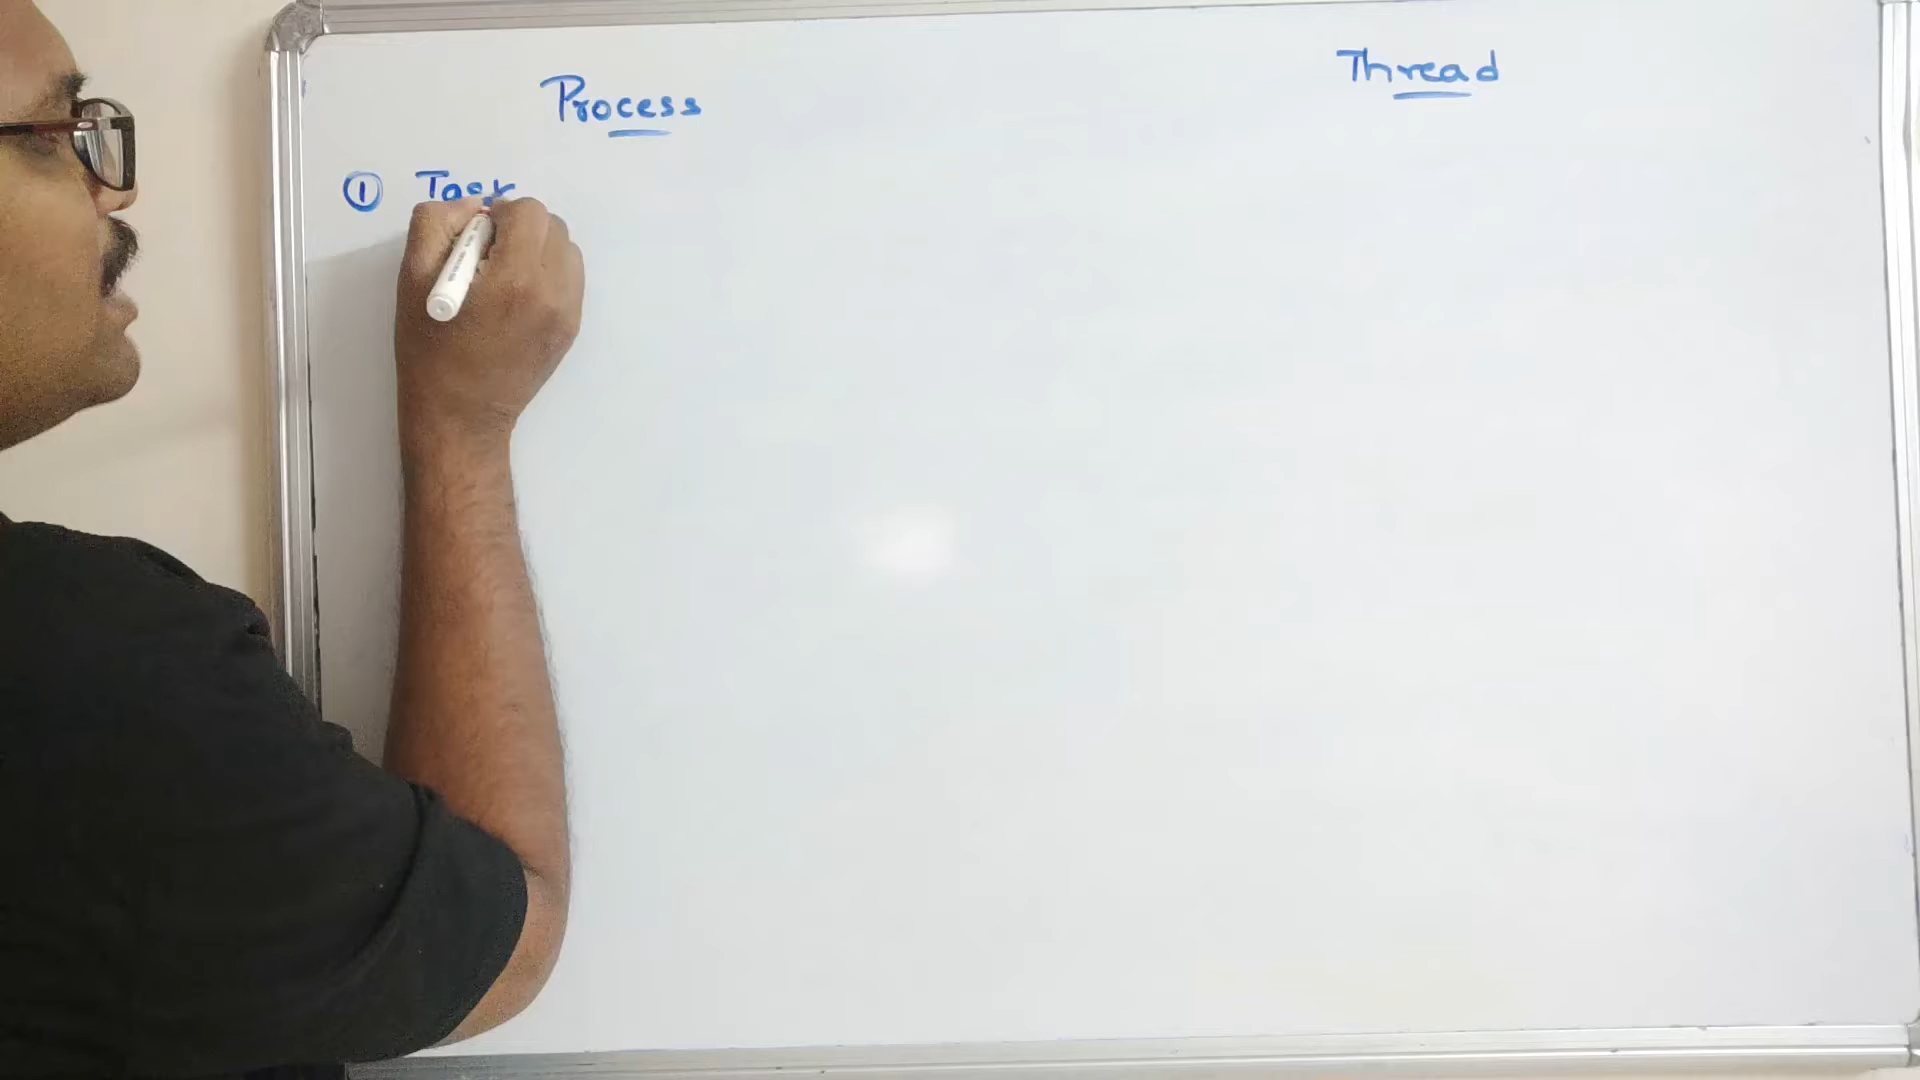 Process
Thread
① Task